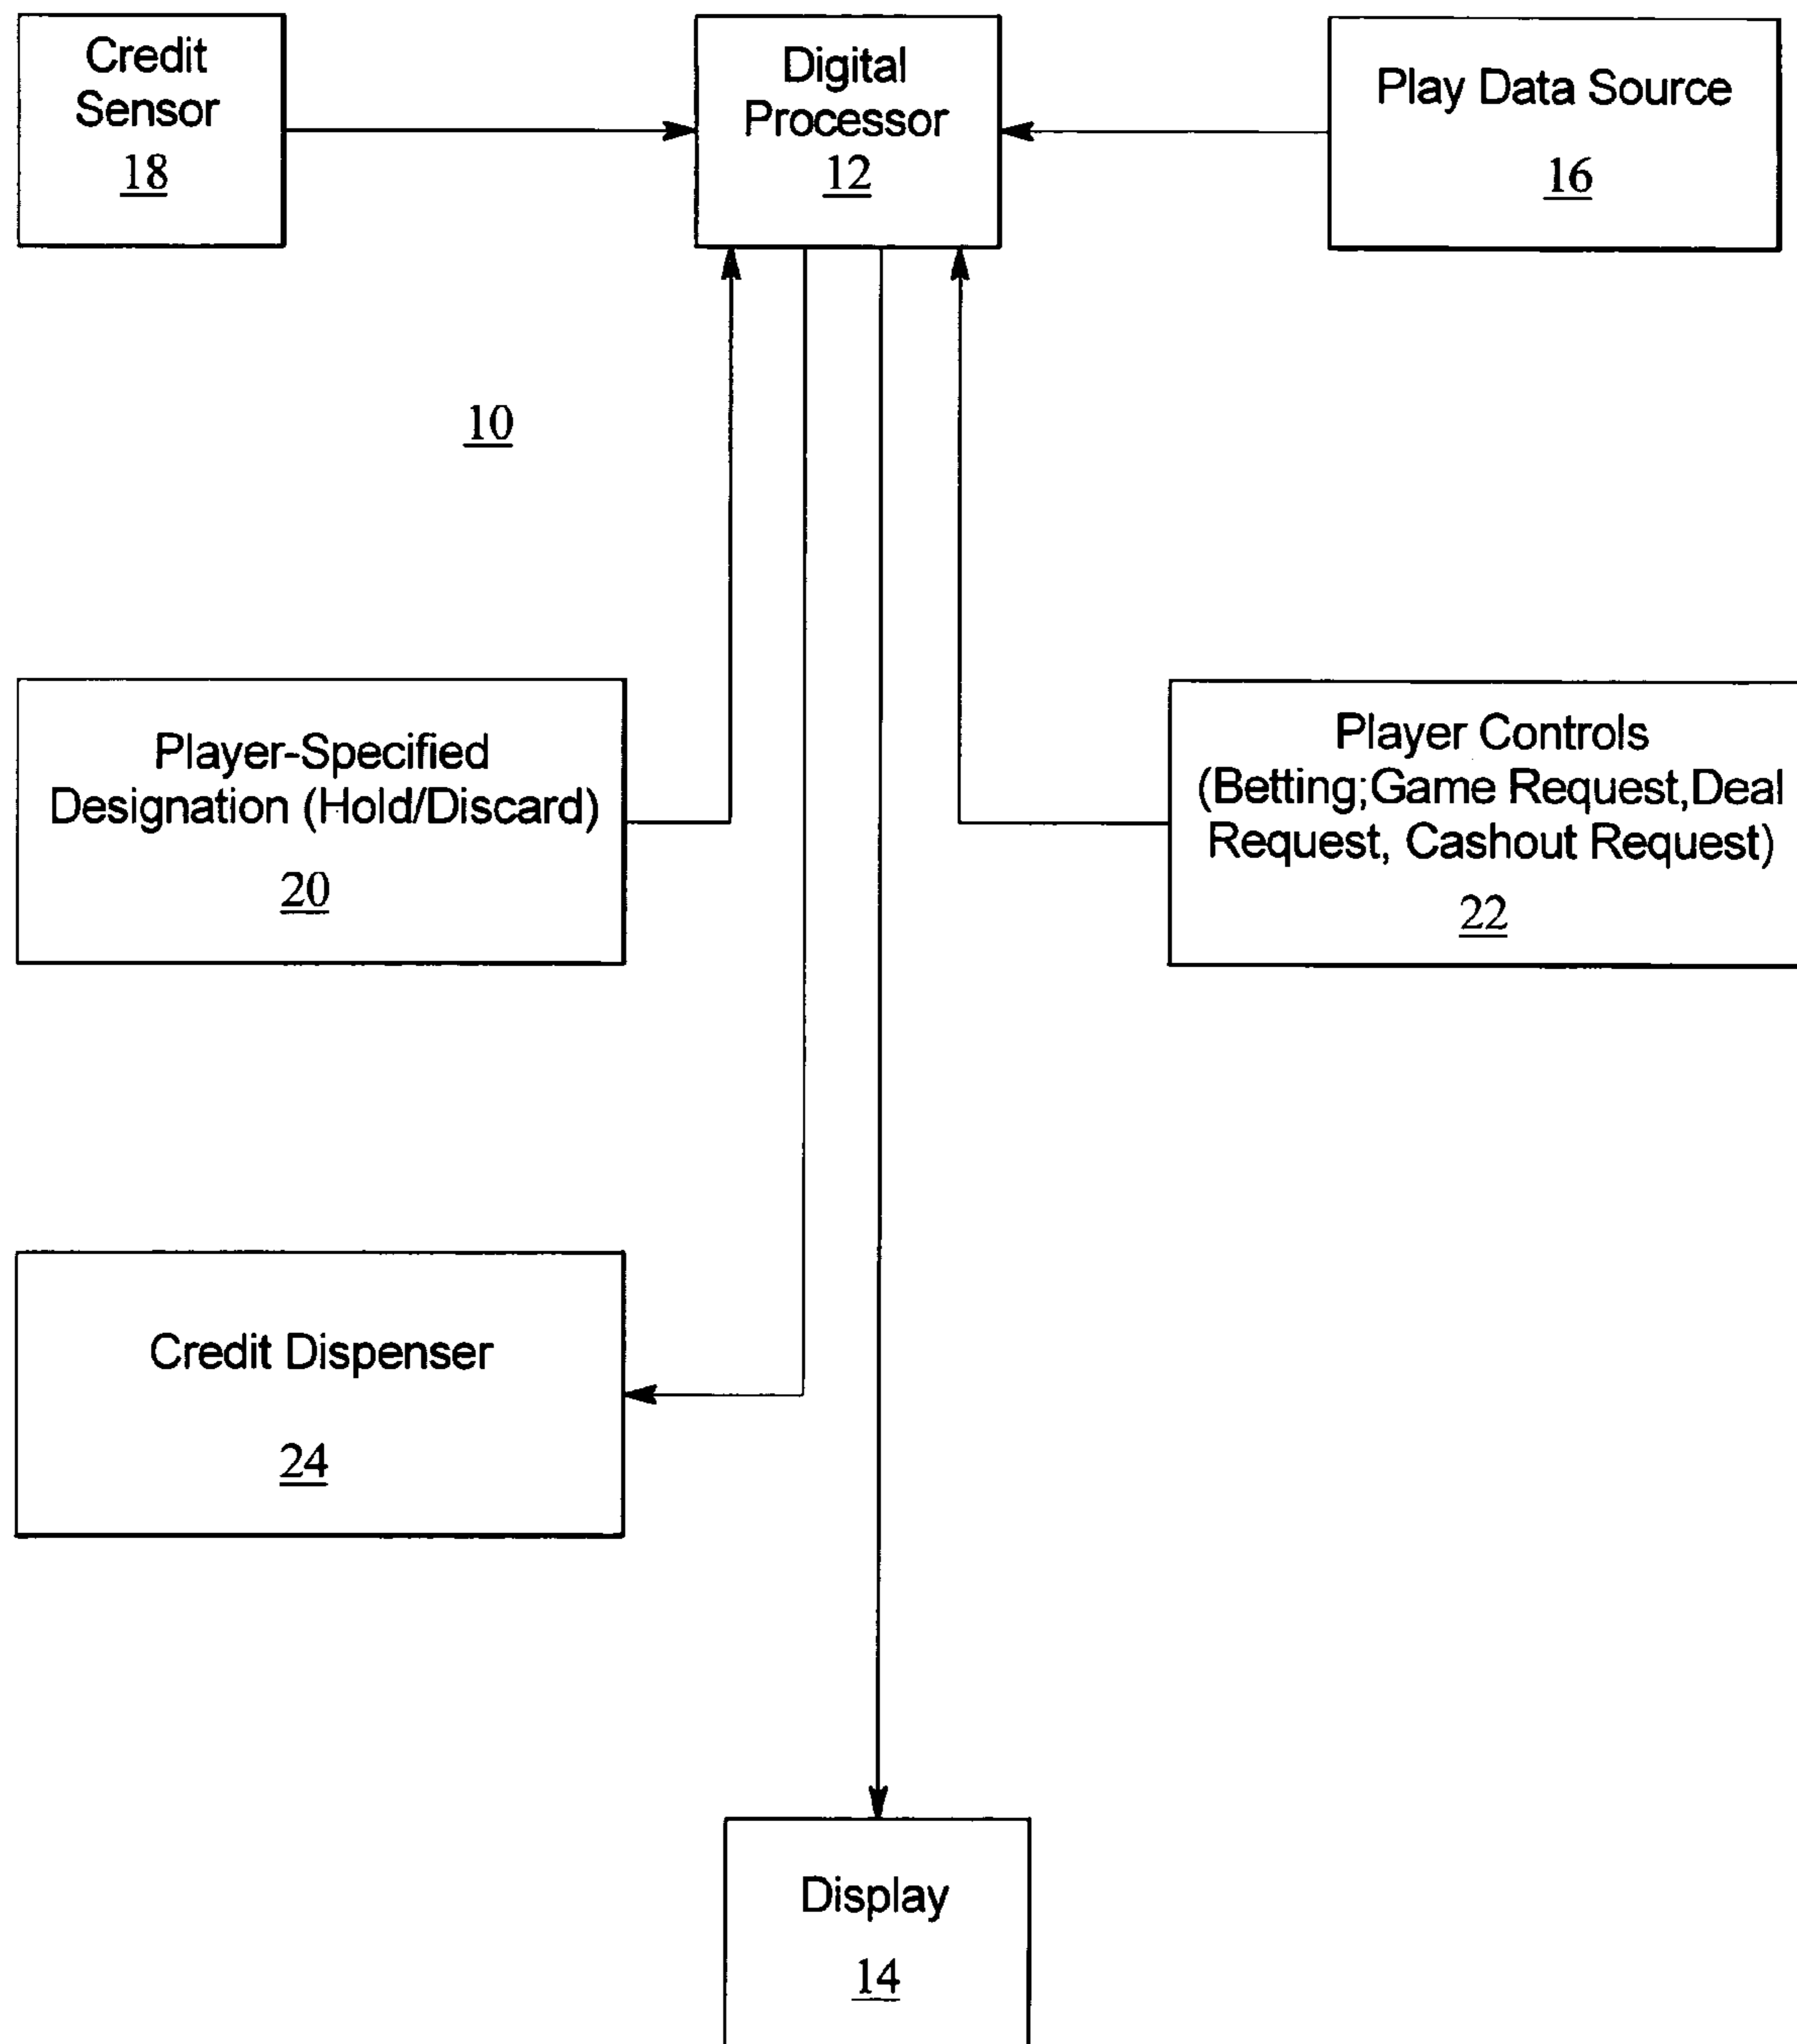 Credit
Sensor
18
Digital
Processor
12
Play Data Source
16
10
Player-Specified
Designation (Hold/Discard)
20
Player Controls
(Betting;Game Request,Deal
Request, Cashout Request)
22
Credit Dispenser
24
Display
14